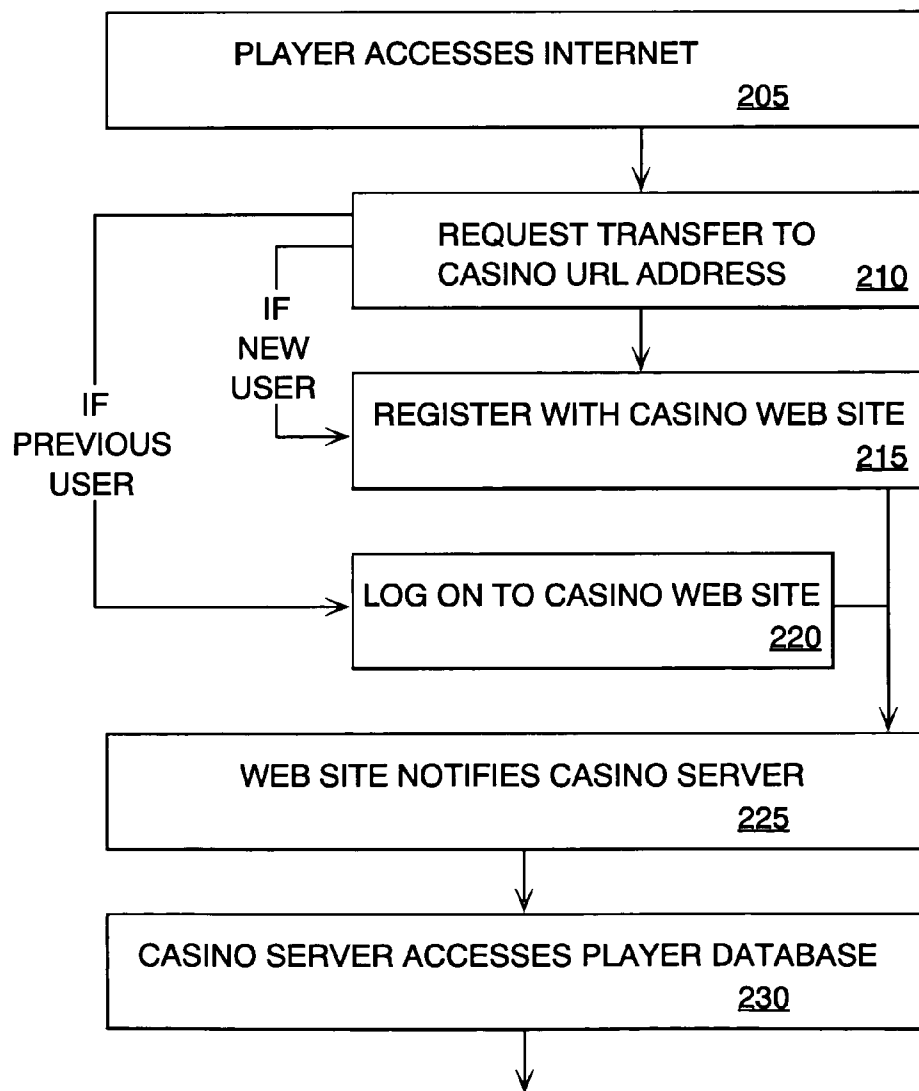 PLAYER ACCESSES INTERNET
205
REQUEST TRANSFER TO
CASINO URL ADDRESS
210
IF
NEW
USER
REGISTER WITH CASINO WEB SITE
215
IF
PREVIOUS
USER
LOG ON TO CASINO WEB SITE
220
WEB SITE NOTIFIES CASINO SERVER
225
CASINO SERVER ACCESSES PLAYER DATABASE
230